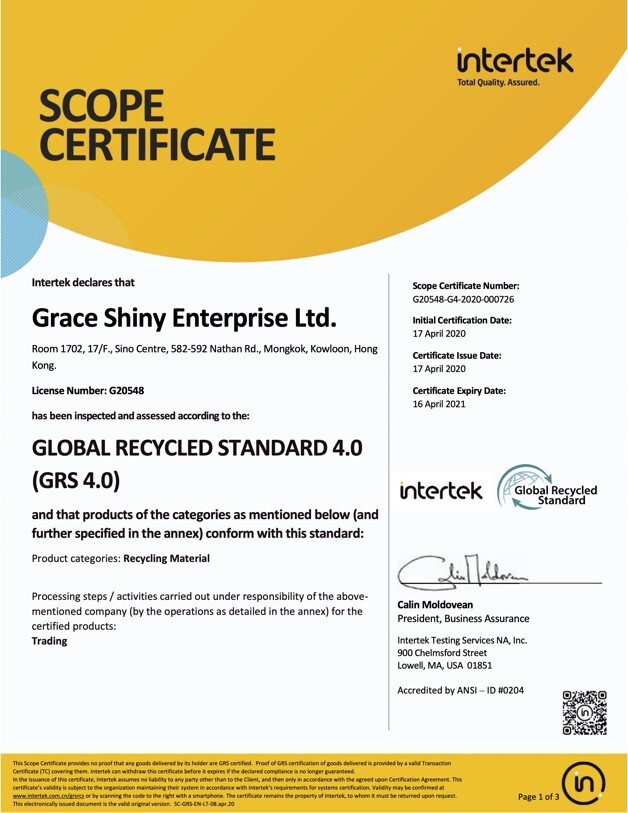 intertek
Total Quality. Assured.
SCOPE
CERTIFICATE
Intertek declares that
Grace Shiny Enterprise Ltd.
Room 1702, 17/F., Sino Centre, 582-592 Nathan Rd., Mongkok, Kowloon, Hong
Kong.
License Number: G20548
has been inspected and assessed according to the:
GLOBAL RECYCLED STANDARD 4.0
(GRS 4.0)
and that products of the categories as mentioned below (and
further specified in the annex) conform with this standard:
Product categories: Recycling Material
Processing steps / activities carried out under responsibility of the above-
mentioned company (by the operations as detailed in the annex) for the
certified products:
Trading
Scope Certificate Number:
G20548-G4-2020-000726
Initial Certification Date:
17 April 2020
Certificate Issue Date:
17 April 2020
Certificate Expiry Date:
16 April 2021
intertek
Global Recycled
Standard
Calin Moldovean
Calin Moldovean
President, Business Assurance
Intertek Testing Services NA, Inc.
900 Chelmsford Street
Lowell, MA, USA 01851
Accredited by ANSI – ID #0204
in
This Scope Certificate provides no proof that any goods delivered by its holder are GRS certified. Proof of GRS certification of goods delivered is provided by a valid Transaction
Certificate (TC) covering them. Intertek can withdraw this certificate before it expires if the declared compliance is no longer guaranteed.
In the issuance of this certificate, Intertek assumes no liability to any party other than to the Client, and then only in accordance with the agreed upon Certification Agreement. This
certificate's validity is subject to the organization maintaining their system in accordance with Intertek's requirements for systems certification. Validity may be confirmed at
www.intertek.com.cn/grnrcs or by scanning the code to the right with a smartphone. The certificate remains the property of Intertek, to whom it must be returned upon request.
This electronically issued document is the valid original version. SC-GRS-EN-LT-08.apr.20
Page 1 of 3
in